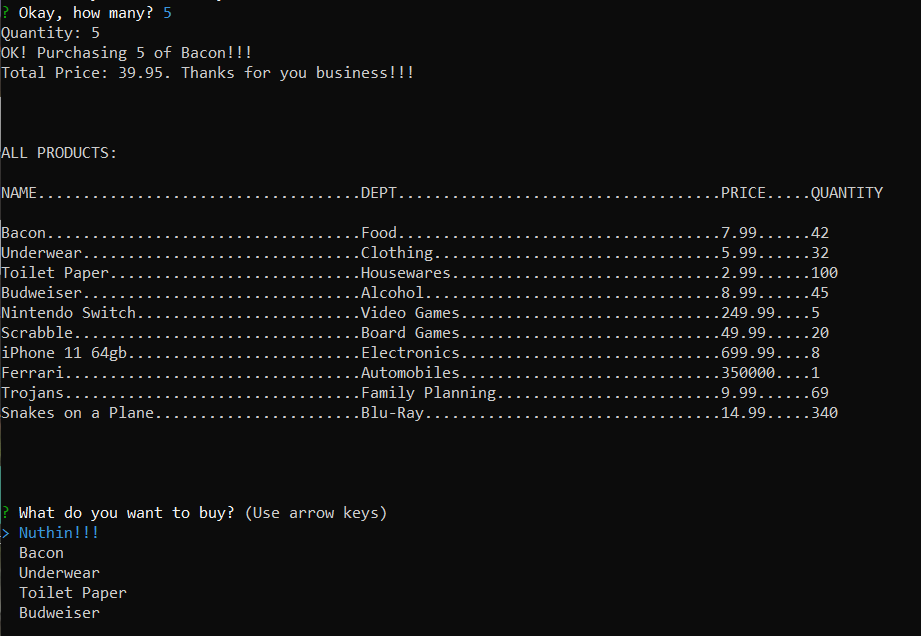 ? Okay, how many? 5
Quantity: 5
OK! Purchasing 5 of Bacon!!!
Total Price: 39.95. Thanks for you business!!!
ALL PRODUCTS:
NAME....................................DEPT....................................PRICE.....QUANTITY
Bacon...................................Food....................................7.99......42
Underwear...............................Clothing................................5.99......32
Toilet Paper............................Housewares..............................2.99......100
Budweiser...............................Alcohol.................................8.99......45
Nintendo Switch.........................Video Games.............................249.99....5
Scrabble................................Board Games.............................49.99.....20
iPhone 11 64gb..........................Electronics.............................699.99....8
Ferrari.................................Automobiles.............................350000....1
Trojans.................................Family Planning.........................9.99......69
Snakes on a Plane.......................Blu-Ray.................................14.99.....340
? What do you want to buy? (Use arrow keys)
> Nuthin!!!
Bacon
Underwear
Toilet Paper
Budweiser